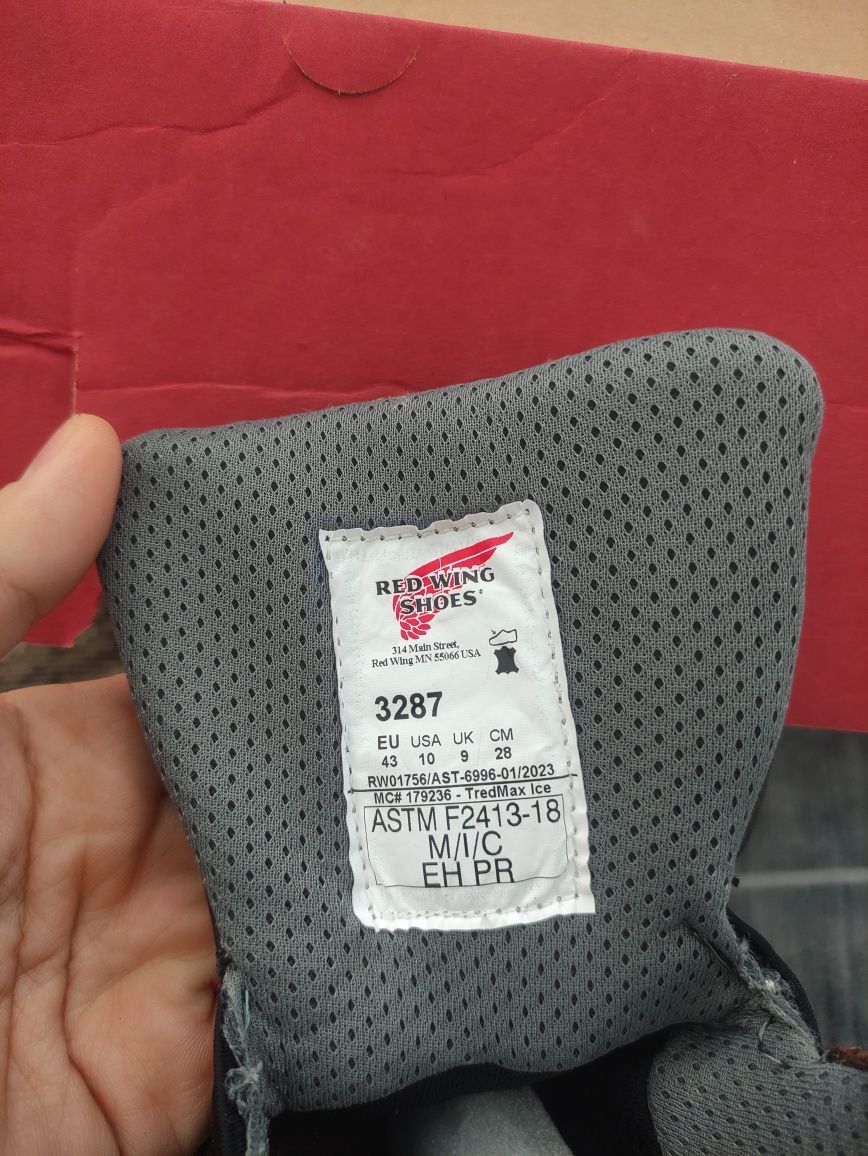 RED WING
SHOES®
314 Main Street,
Red Wing MN 55066 USA
3287
EU USA UK CM
43 10 9 28
RW01756/AST-6996-01/2023
MC# 179236 - TredMax Ice
ASTM F2413-18
M/I/C
EH PR